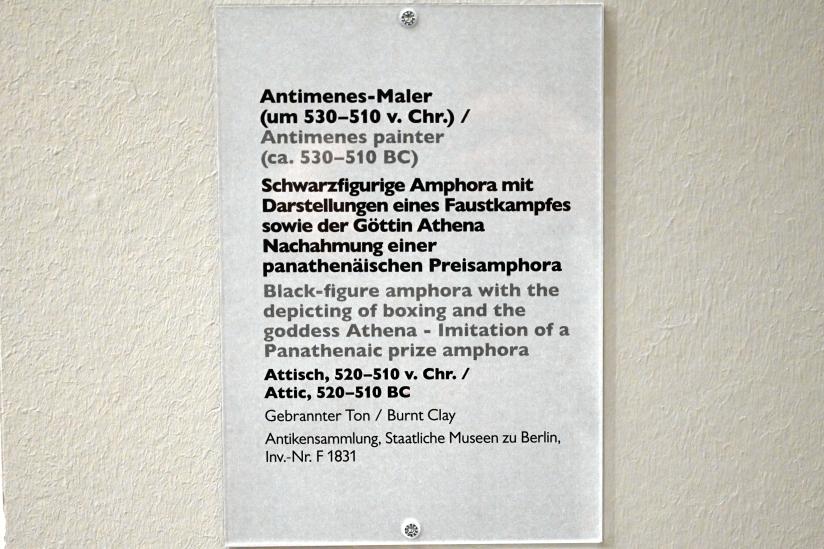 Antimenes-Maler
(um 530–510 v. Chr.) /
Antimenes painter
(ca. 530–510 BC)
Schwarzfigurige Amphora mit
Darstellungen eines Faustkampfes
sowie der Göttin Athena
Nachahmung einer
panathenäischen Preisamphora
Black-figure amphora with the
depicting of boxing and the
goddess Athena - Imitation of a
Panathenaic prize amphora
Attisch, 520–510 v. Chr. /
Attic, 520–510 BC
Gebrannter Ton / Burnt Clay
Antikensammlung, Staatliche Museen zu Berlin,
Inv.-Nr. F 1831